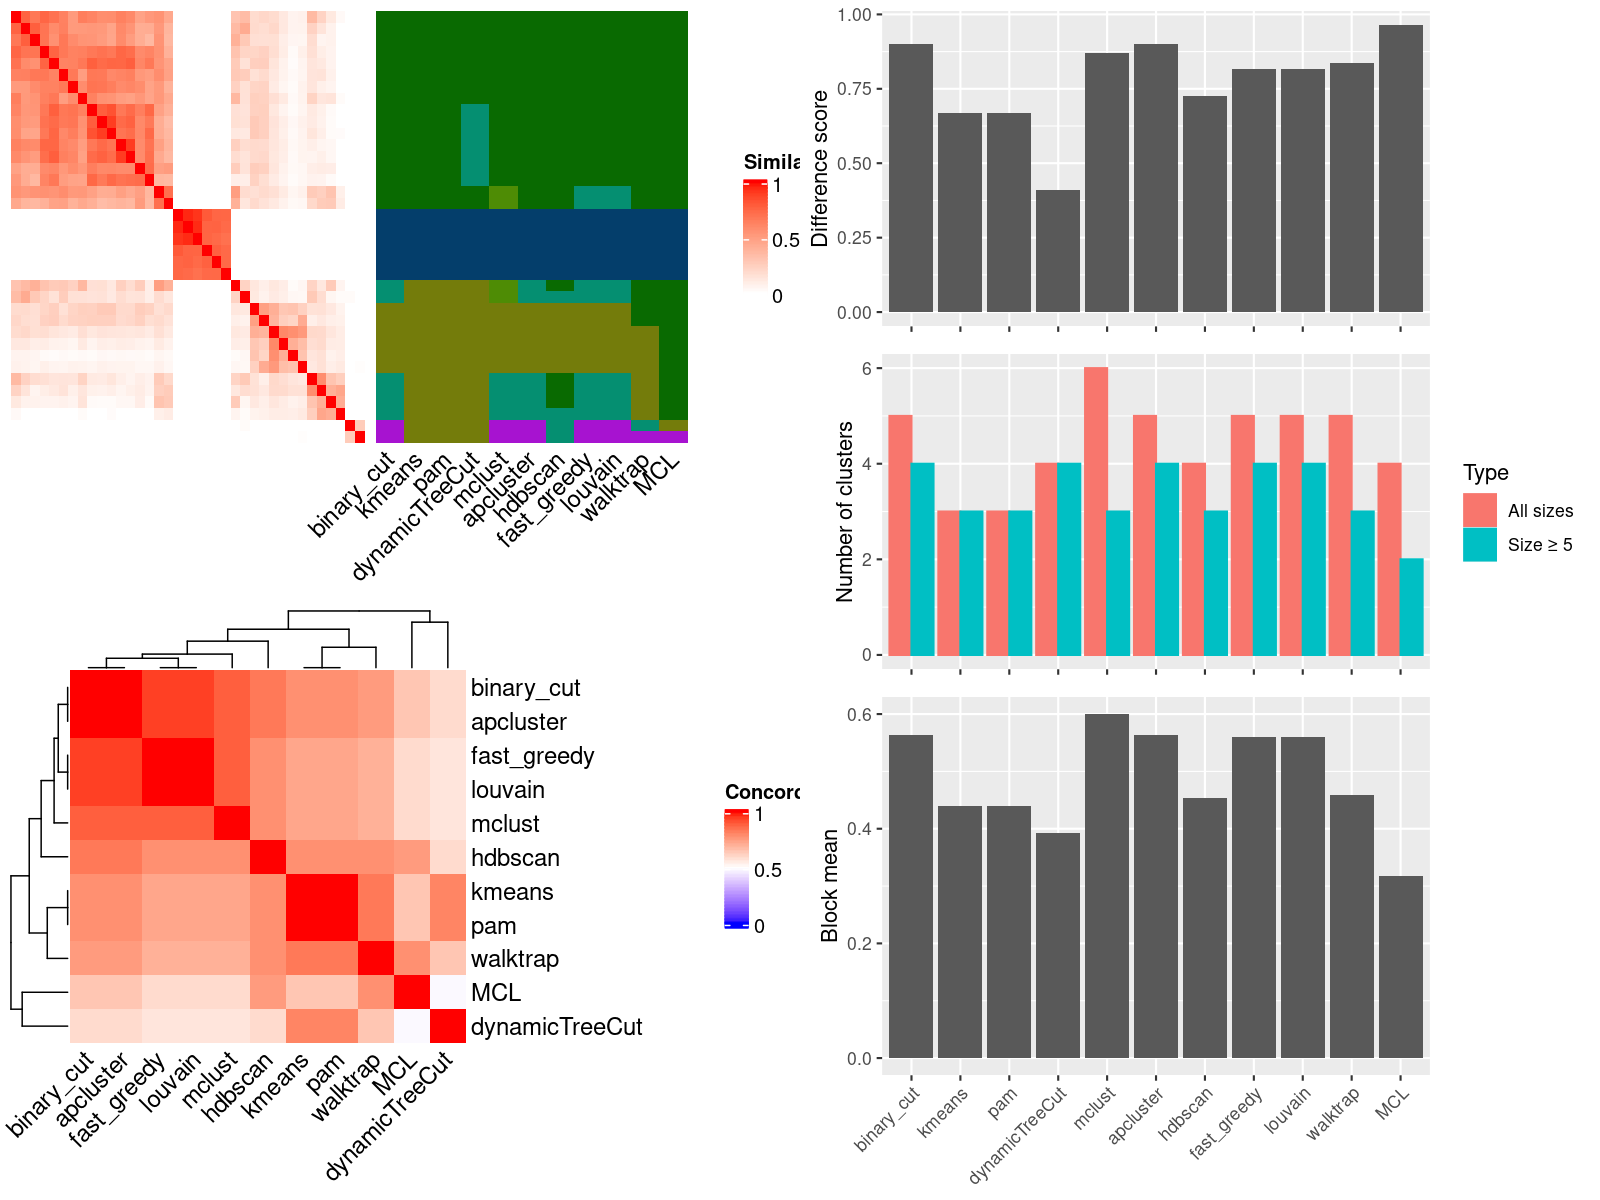 Simila
1
0.5
0
binary_cut
kmeans
pam
dynamicTreeCut
mclust
apcluster
hdbscan
fast_greedy
louvain
walktrap
MCL
binary_cut
apcluster
fast_greedy
louvain
mclust
hdbscan
kmeans
pam
walktrap
MCL
dynamicTreeCut
Concor
1
0.5
0
binary_cut
apcluster
fast_greedy
louvain
mclust
hdbscan
kmeans
pam
walktrap
MCL
dynamicTreeCut
Difference score
1.00
0.75
0.50
0.25
0.00
Number of clusters
6
4
2
0
Type
All sizes
Size ≥ 5
Block mean
0.6
0.4
0.2
0.0
binary_cut
kmeans
pam
dynamicTreeCut
mclust
apcluster
hdbscan
fast_greedy
louvain
walktrap
MCL